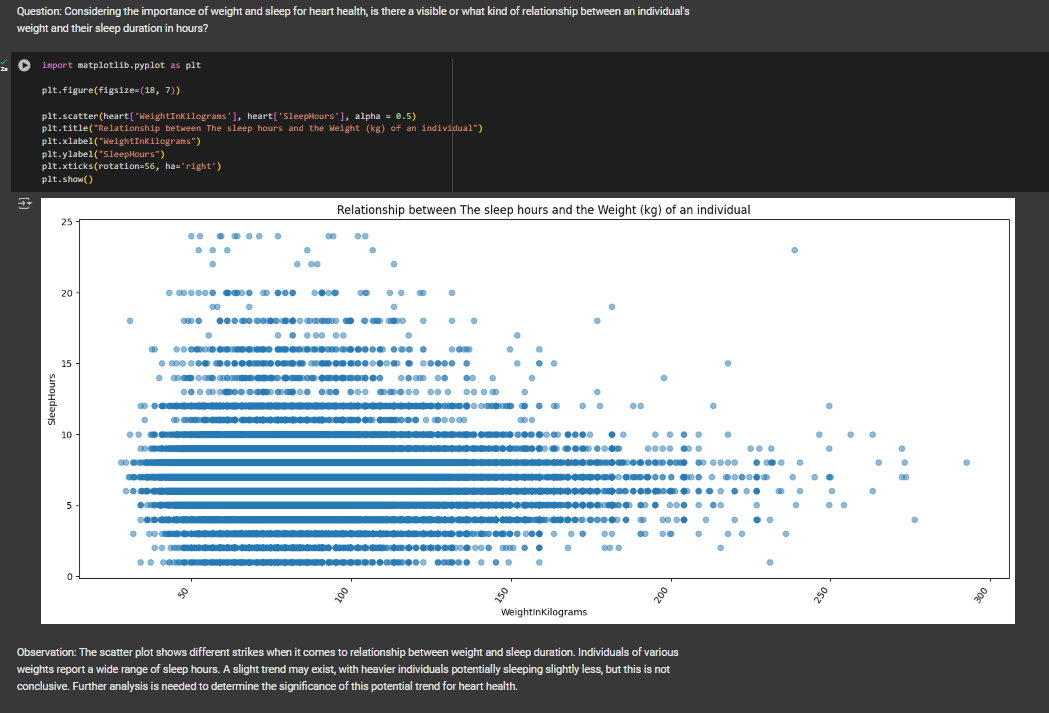 Question: Considering the importance of weight and sleep for heart health, is there a visible or what kind of relationship between an individual's
weight and their sleep duration in hours?
2s
import matplotlib.pyplot as plt
plt.figure(figsize=(18, 7))
plt.scatter(heart['WeightInKilograms'], heart['SleepHours'], alpha = 0.5)
plt.title("Relationship between The sleep hours and the Weight (kg) of an individual")
plt.xlabel("WeightInKilograms")
plt.ylabel("SleepHours")
plt.xticks(rotation=56, ha='right')
plt.show()
Relationship between The sleep hours and the Weight (kg) of an individual
25
20
15
10
5
0
SleepHours
50
100
150
200
250
300
WeightInKilograms
Observation: The scatter plot shows different strikes when it comes to relationship between weight and sleep duration. Individuals of various
weights report a wide range of sleep hours. A slight trend may exist, with heavier individuals potentially sleeping slightly less, but this is not
conclusive. Further analysis is needed to determine the significance of this potential trend for heart health.